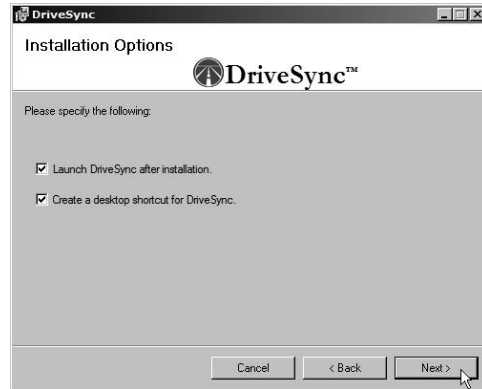 DriveSync
Installation Options
DriveSync™
Please specify the following:
Launch DriveSync after installation.
Create a desktop shortcut for DriveSync.
Cancel
< Back
Next >